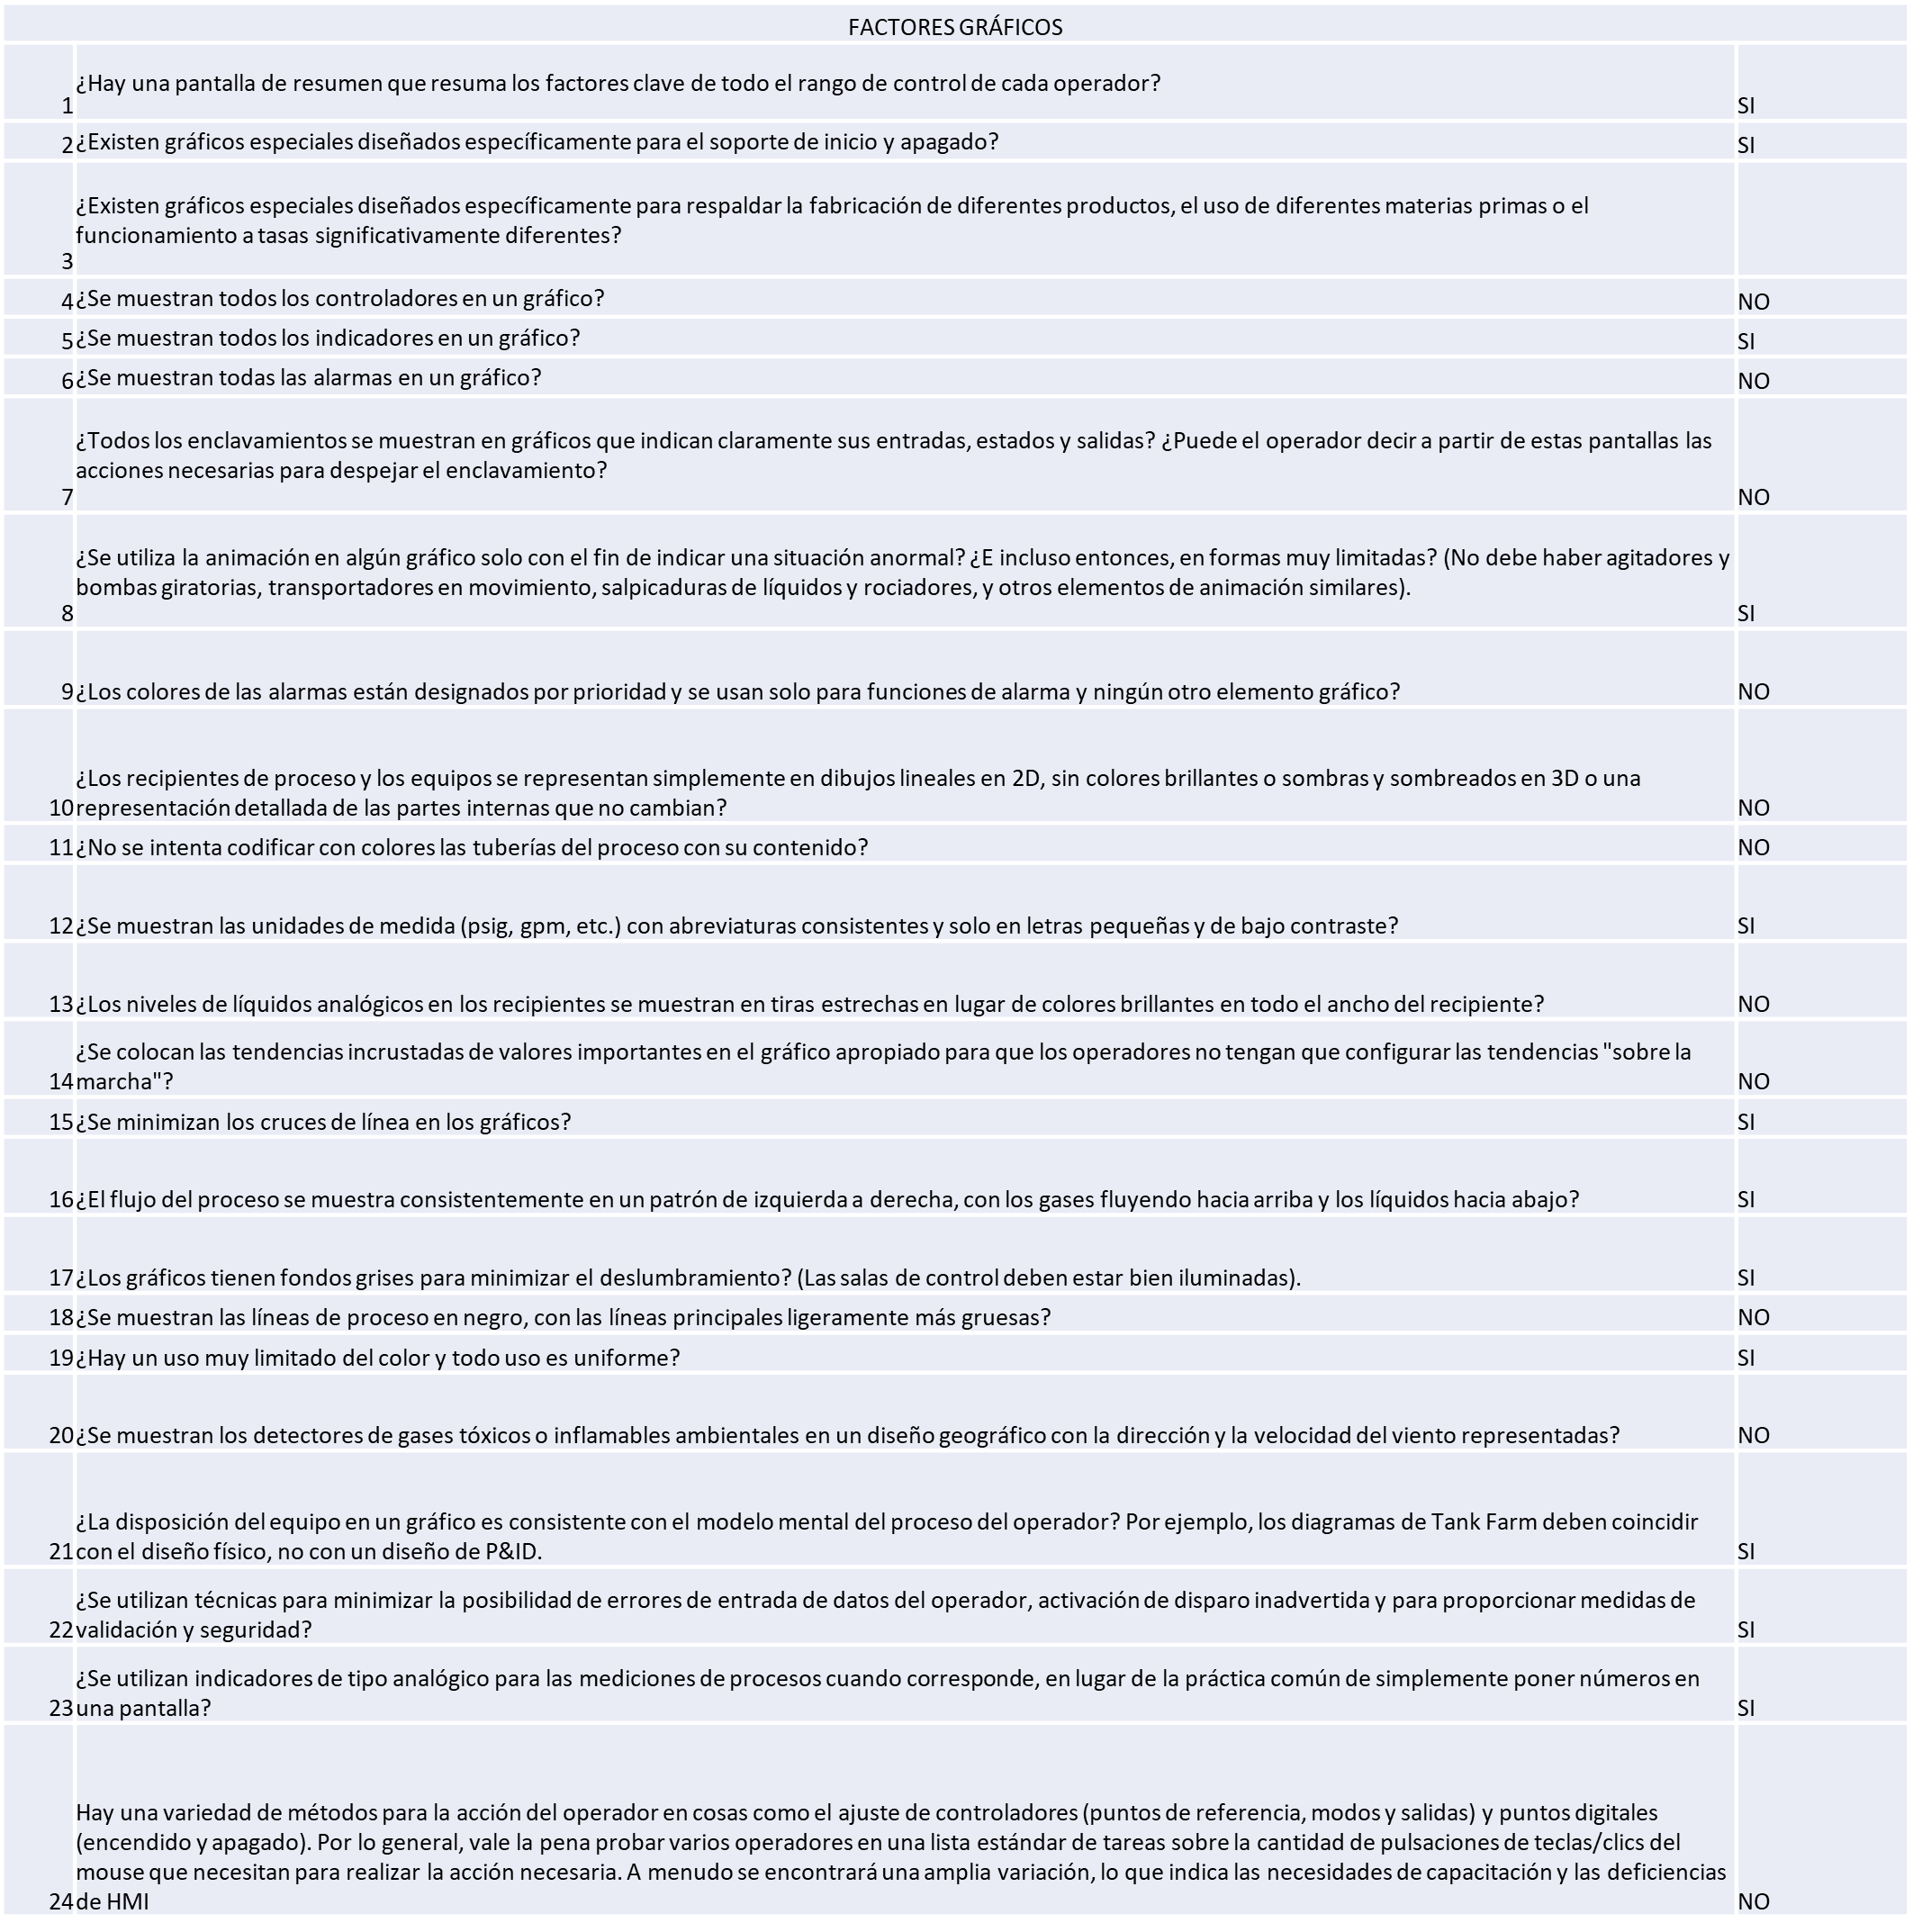 FACTORES GRÁFICOS
¿Hay una pantalla de resumen que resuma los factores clave de todo el rango de control de cada operador?
1 SI
2 ¿Existen gráficos especiales diseñados específicamente para el soporte de inicio y apagado? SI
¿Existen gráficos especiales diseñados específicamente para respaldar la fabricación de diferentes productos, el uso de diferentes materias primas o el
funcionamiento a tasas significativamente diferentes?
3
4 ¿Se muestran todos los controladores en un gráfico? NO
5 ¿Se muestran todos los indicadores en un gráfico? SI
6 ¿Se muestran todas las alarmas en un gráfico? NO
¿Todos los enclavamientos se muestran en gráficos que indican claramente sus entradas, estados y salidas? ¿Puede el operador decir a partir de estas pantallas las
acciones necesarias para despejar el enclavamiento?
7 NO
¿Se utiliza la animación en algún gráfico solo con el fin de indicar una situación anormal? ¿E incluso entonces, en formas muy limitadas? (No debe haber agitadores y
bombas giratorias, transportadores en movimiento, salpicaduras de líquidos y rociadores, y otros elementos de animación similares).
8 SI
9 ¿Los colores de las alarmas están designados por prioridad y se usan solo para funciones de alarma y ningún otro elemento gráfico? NO
¿Los recipientes de proceso y los equipos se representan simplemente en dibujos lineales en 2D, sin colores brillantes o sombras y sombreados en 3D o una
10 representación detallada de las partes internas que no cambian? NO
11 ¿No se intenta codificar con colores las tuberías del proceso con su contenido? NO
12 ¿Se muestran las unidades de medida (psig, gpm, etc.) con abreviaturas consistentes y solo en letras pequeñas y de bajo contraste? SI
13 ¿Los niveles de líquidos analógicos en los recipientes se muestran en tiras estrechas en lugar de colores brillantes en todo el ancho del recipiente? NO
¿Se colocan las tendencias incrustadas de valores importantes en el gráfico apropiado para que los operadores no tengan que configurar las tendencias "sobre la
14 marcha"? NO
15 ¿Se minimizan los cruces de línea en los gráficos? SI
16 ¿El flujo del proceso se muestra consistentemente en un patrón de izquierda a derecha, con los gases fluyendo hacia arriba y los líquidos hacia abajo? SI
17 ¿Los gráficos tienen fondos grises para minimizar el deslumbramiento? (Las salas de control deben estar bien iluminadas). SI
18 ¿Se muestran las líneas de proceso en negro, con las líneas principales ligeramente más gruesas? NO
19 ¿Hay un uso muy limitado del color y todo uso es uniforme? SI
20 ¿Se muestran los detectores de gases tóxicos o inflamables ambientales en un diseño geográfico con la dirección y la velocidad del viento representadas? NO
¿La disposición del equipo en un gráfico es consistente con el modelo mental del proceso del operador? Por ejemplo, los diagramas de Tank Farm deben coincidir
21 con el diseño físico, no con un diseño de P&ID. SI
¿Se utilizan técnicas para minimizar la posibilidad de errores de entrada de datos del operador, activación de disparo inadvertida y para proporcionar medidas de
22 validación y seguridad? SI
¿Se utilizan indicadores de tipo analógico para las mediciones de procesos cuando corresponde, en lugar de la práctica común de simplemente poner números en
23 una pantalla? SI
Hay una variedad de métodos para la acción del operador en cosas como el ajuste de controladores (puntos de referencia, modos y salidas) y puntos digitales
(encendido y apagado). Por lo general, vale la pena probar varios operadores en una lista estándar de tareas sobre la cantidad de pulsaciones de teclas/clics del
mouse que necesitan para realizar la acción necesaria. A menudo se encontrará una amplia variación, lo que indica las necesidades de capacitación y las deficiencias
24 de HMI NO